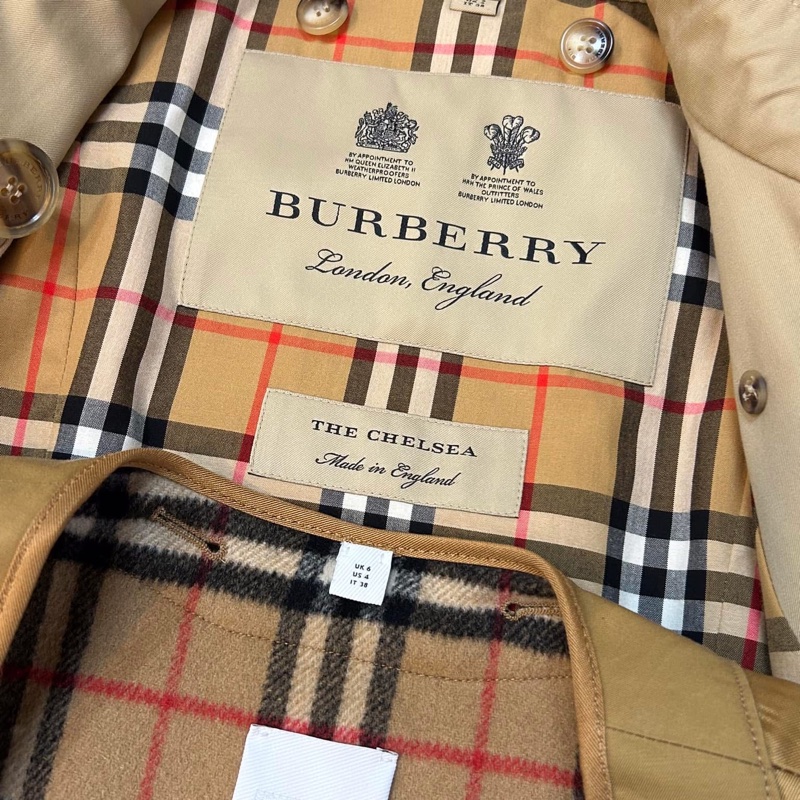 BY APPOINTMENT TO
HM QUEEN ELIZABETH II
WEATHERPROOFERS
BURBERRY LIMITED LONDON
BY APPOINTMENT TO
HRH THE PRINCE OF WALES
OUTFITTERS
BURBERRY LIMITED LONDON
BURBERRY
London, England
THE CHELSEA
Made in England
UK 6
US 4
IT 38